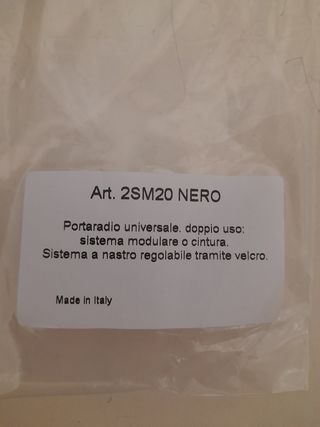 Art. 2SM20 NERO
Portaradio universale. doppio uso:
sistema modulare o cintura.
Sistema a nastro regolabile tramite velcro.
Made in Italy